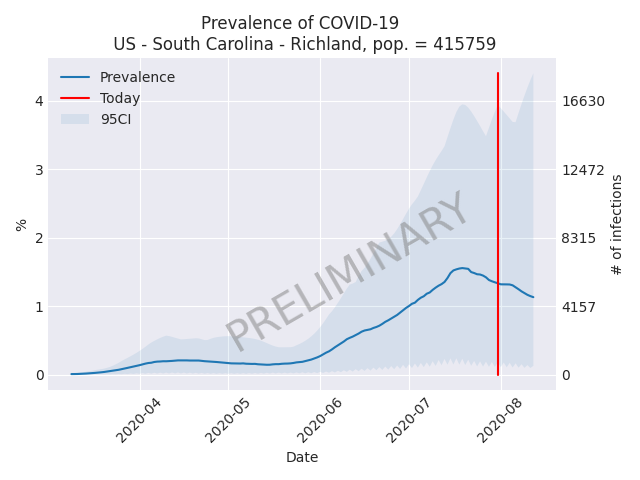 Prevalence of COVID-19
US - South Carolina - Richland, pop. = 415759
Prevalence
Today
95CI
4
3
2
1
0
%
16630
12472
8315
4157
0
# of infections
PRELIMINARY
2020-04
2020-05
2020-06
2020-07
2020-08
Date